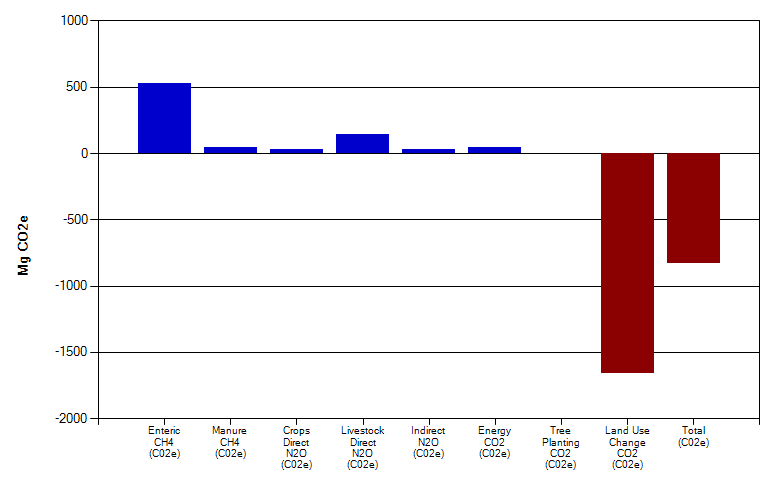 1000
500
0
-500
-1000
-1500
-2000
Mg CO2e
Enteric
CH4
(C02e)
Manure
CH4
(C02e)
Crops
Direct
N2O
(C02e)
Livestock
Direct
N2O
(C02e)
Indirect
N2O
(C02e)
Energy
CO2
(C02e)
Tree
Planting
CO2
(C02e)
Land Use
Change
CO2
(C02e)
Total
(C02e)